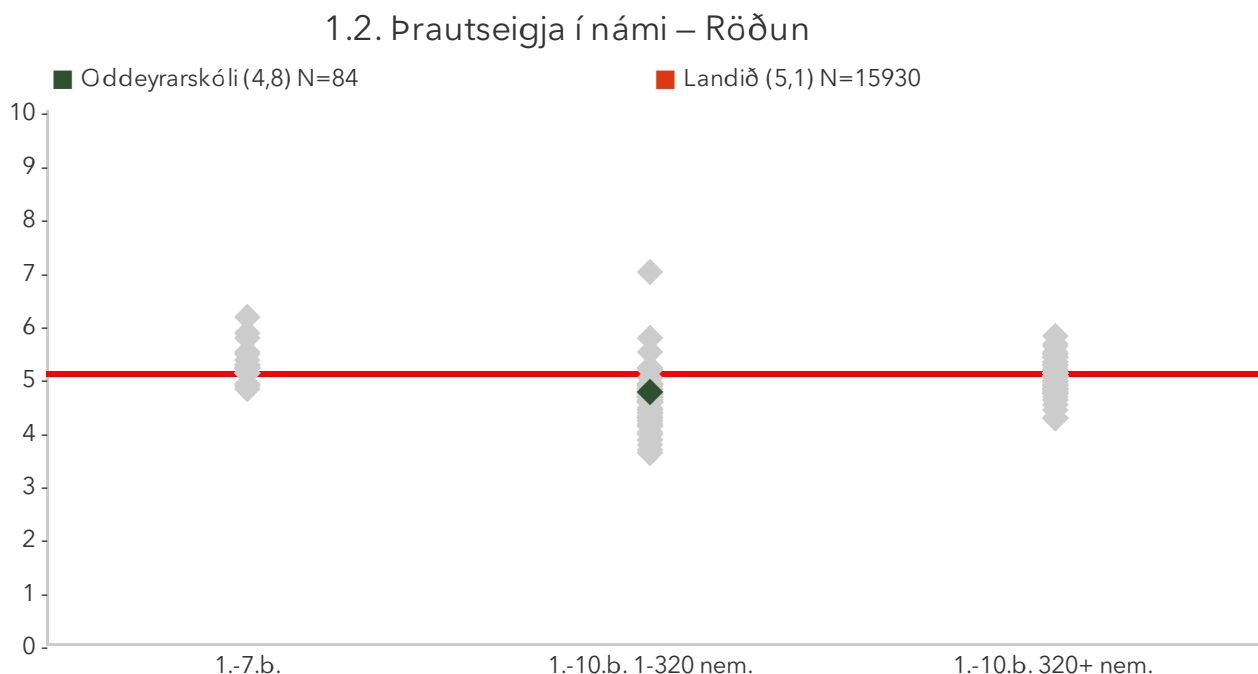 1.2. Þrautseigja í námi – Röðun
Oddeyrarskóli (4,8) N=84
Landið (5,1) N=15930
10
9
8
7
6
5
4
3
2
1
0
1.-7.b.
1.-10.b. 1-320 nem.
1.-10.b. 320+ nem.